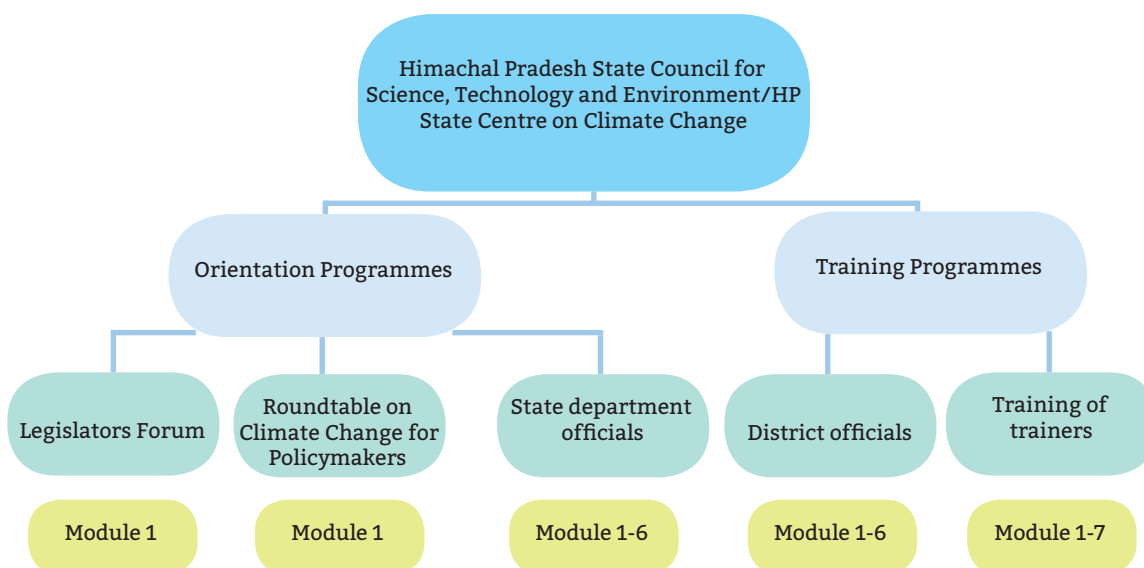 Himachal Pradesh State Council for
Science, Technology and Environment/HP
State Centre on Climate Change
Orientation Programmes
Training Programmes
Legislators Forum
Roundtable on
Climate Change for
Policymakers
State department
officials
District officials
Training of
trainers
Module 1
Module 1
Module 1-6
Module 1-6
Module 1-7